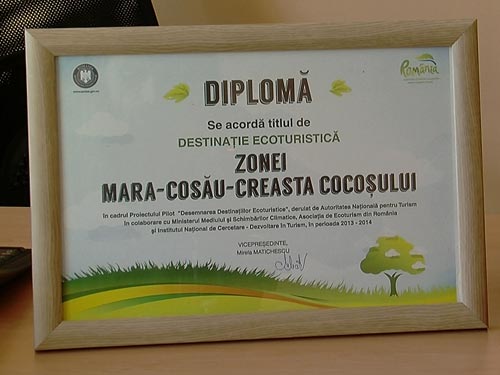 România
DIPLOMĂ
Se acordă titlul de
DESTINAȚIE ECOTURISTICĂ
ZONEI
MARA-COSĂU-CREASTA COCOȘULUI
în cadrul Proiectului Pilot "Desemnarea Destinațiilor Ecoturistice", derulat de Autoritatea Națională pentru Turism
în colaborare cu Ministerul Mediului și Schimbărilor Climatice, Asociația de Ecoturism din România
și Institutul Național de Cercetare - Dezvoltare în Turism, în perioada 2013 - 2014
VICEPREȘEDINTE,
Mirela MATICHESCU